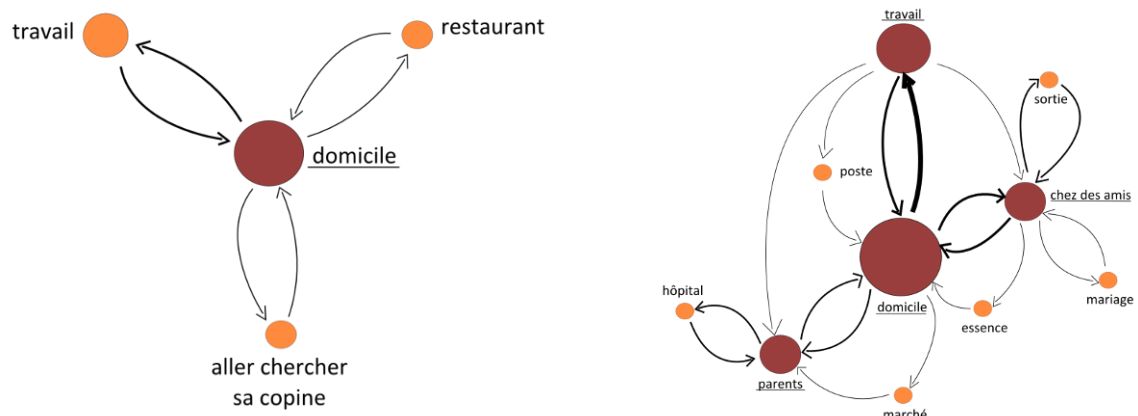 travail
restaurant
domicile
aller chercher
sa copine
travail
sortie
poste
chez des amis
hôpital
domicile
essence
mariage
parents
marché